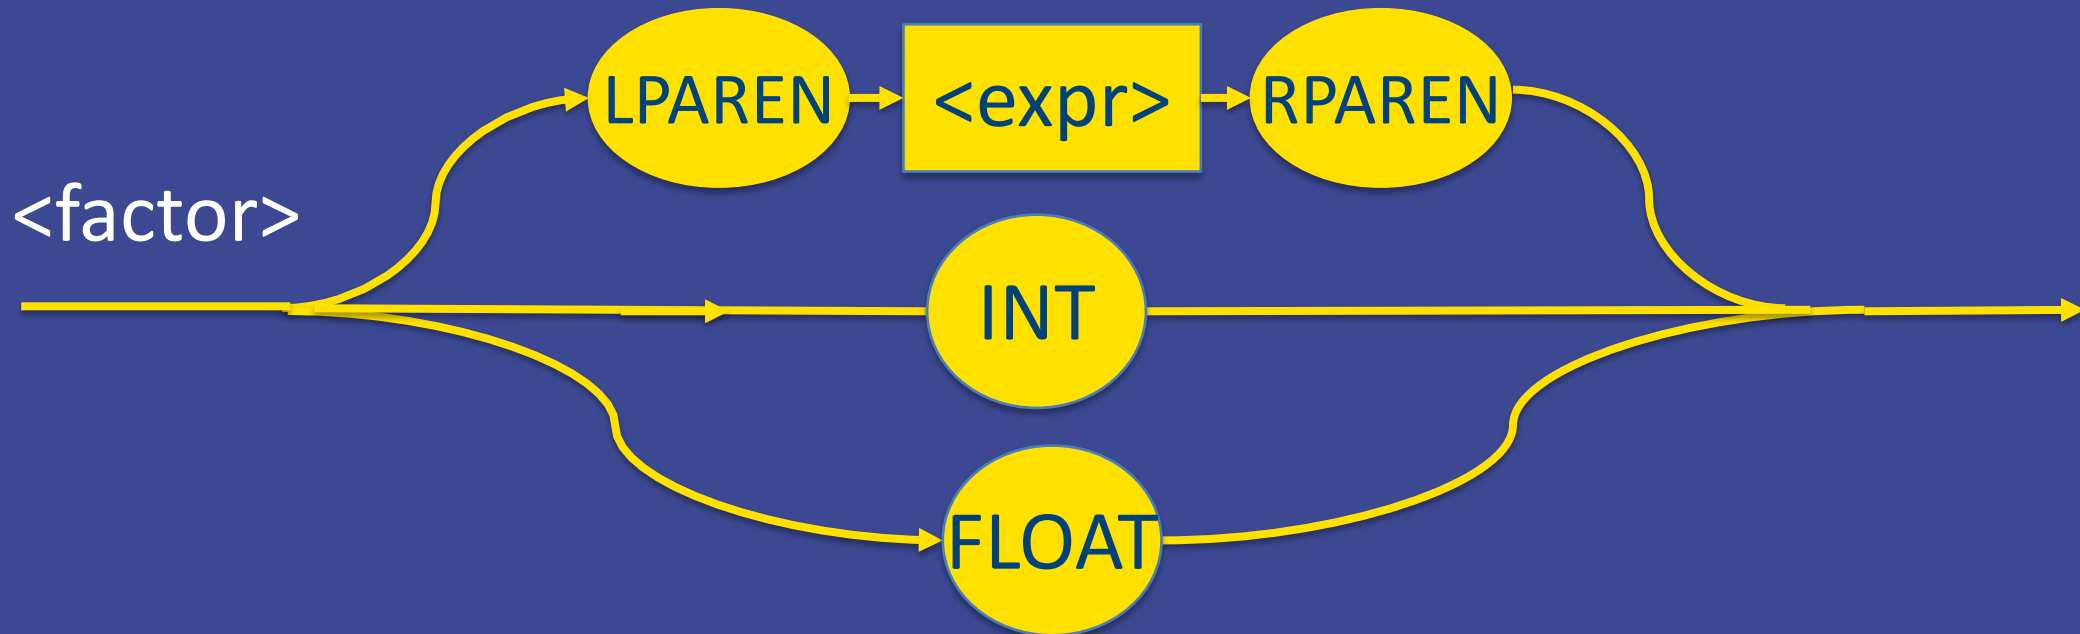 LPAREN <expr> RPAREN
<factor>
INT
FLOAT